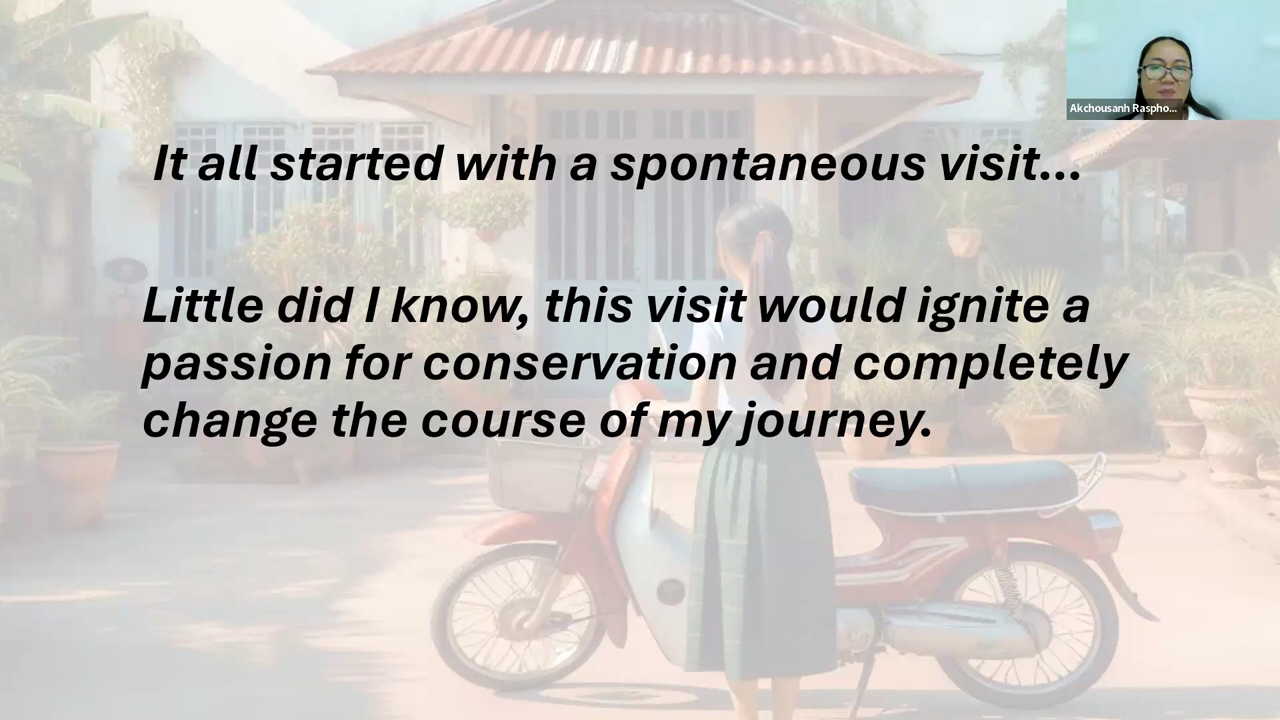 Akchousanh Raspho...
It all started with a spontaneous visit...
Little did I know, this visit would ignite a
passion for conservation and completely
change the course of my journey.